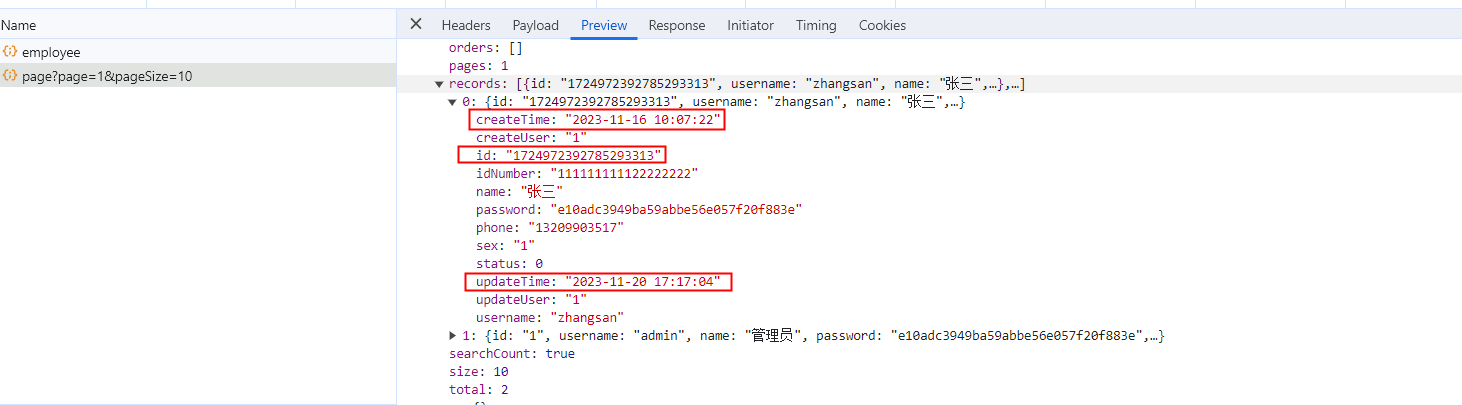 Name
employee
page?page=1&pageSize=10
Headers Payload Preview Response Initiator Timing Cookies
orders: []
pages: 1
records: [{id: "1724972392785293313", username: "zhangsan", name: "张三",…},…]
0: {id: "1724972392785293313", username: "zhangsan", name: "张三",…}
createTime: "2023-11-16 10:07:22"
createUser: "1"
id: "1724972392785293313"
idNumber: "111111111122222222"
name: "张三"
password: "e10adc3949ba59abbe56e057f20f883e"
phone: "13209903517"
sex: "1"
status: 0
updateTime: "2023-11-20 17:17:04"
updateUser: "1"
username: "zhangsan"
1: {id: "1", username: "admin", name: "管理员", password: "e10adc3949ba59abbe56e057f20f883e",…}
searchCount: true
size: 10
total: 2